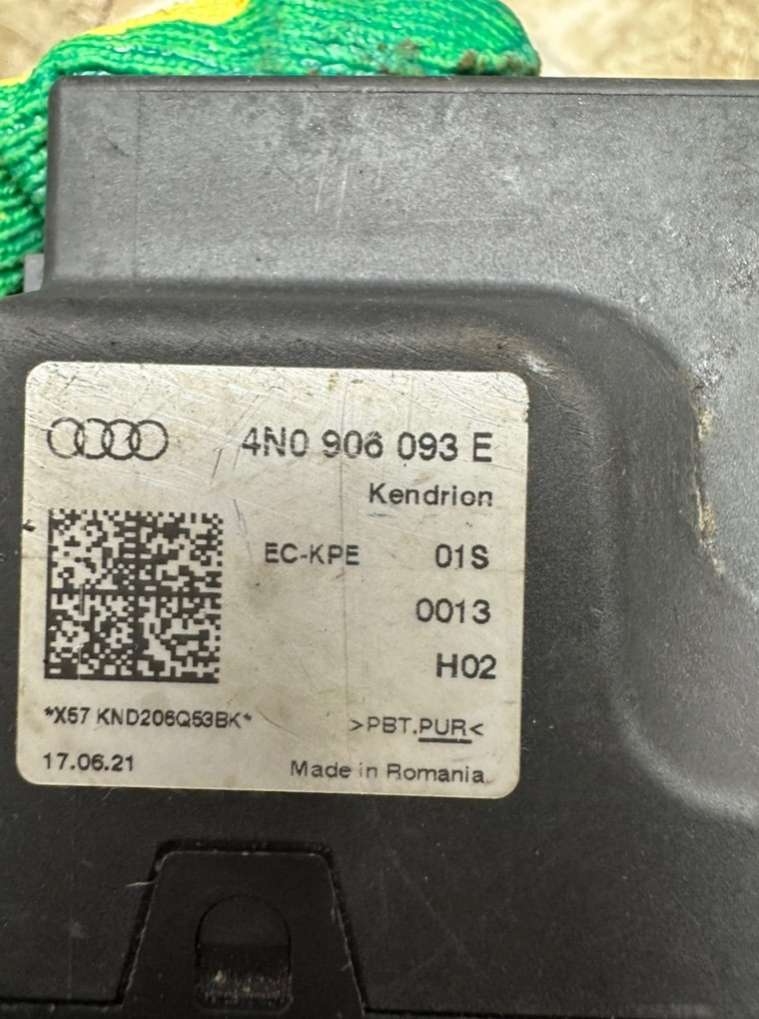 4N0 906 093 E
Kendrion
EC-KPE 01S
0013
H02
*X57 KND206Q53BK* >PBT.PUR<
17.06.21 Made in Romania